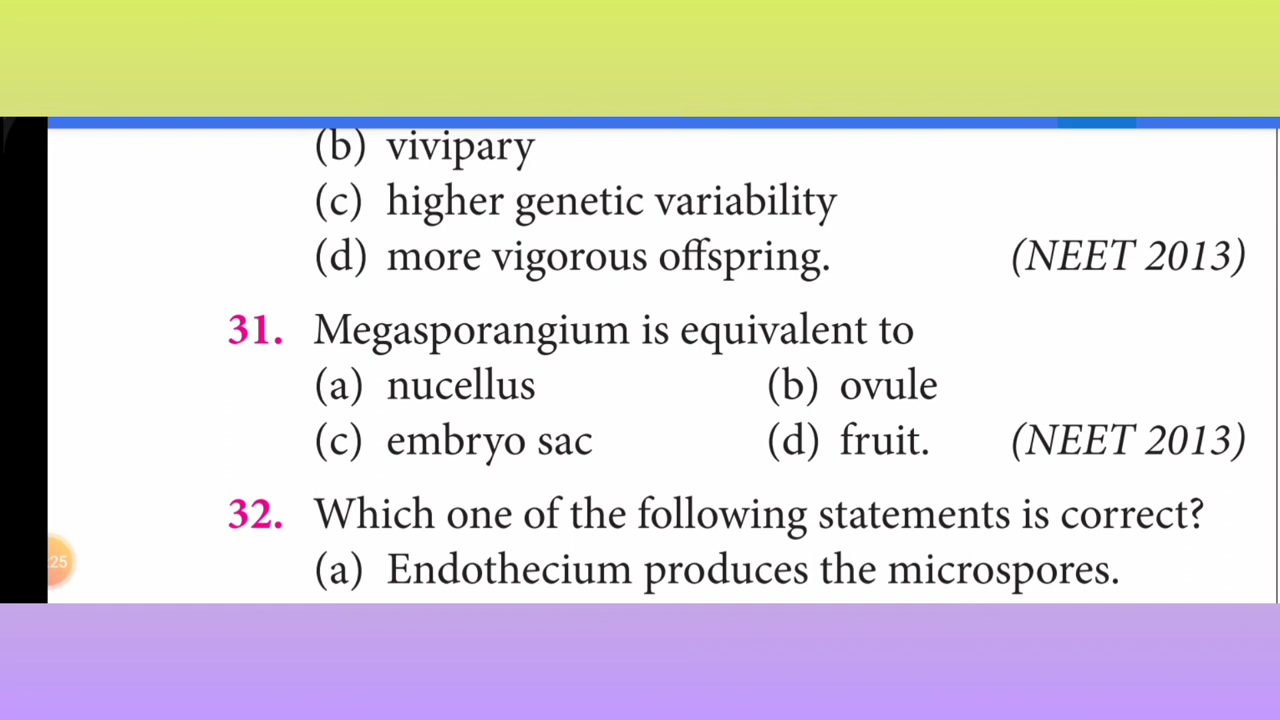 (b) vivipary
(c) higher genetic variability
(d) more vigorous offspring. (NEET 2013)
31. Megasporangium is equivalent to
(a) nucellus (b) ovule
(c) embryo sac (d) fruit. (NEET 2013)
32. Which one of the following statements is correct?
25 (a) Endothecium produces the microspores.